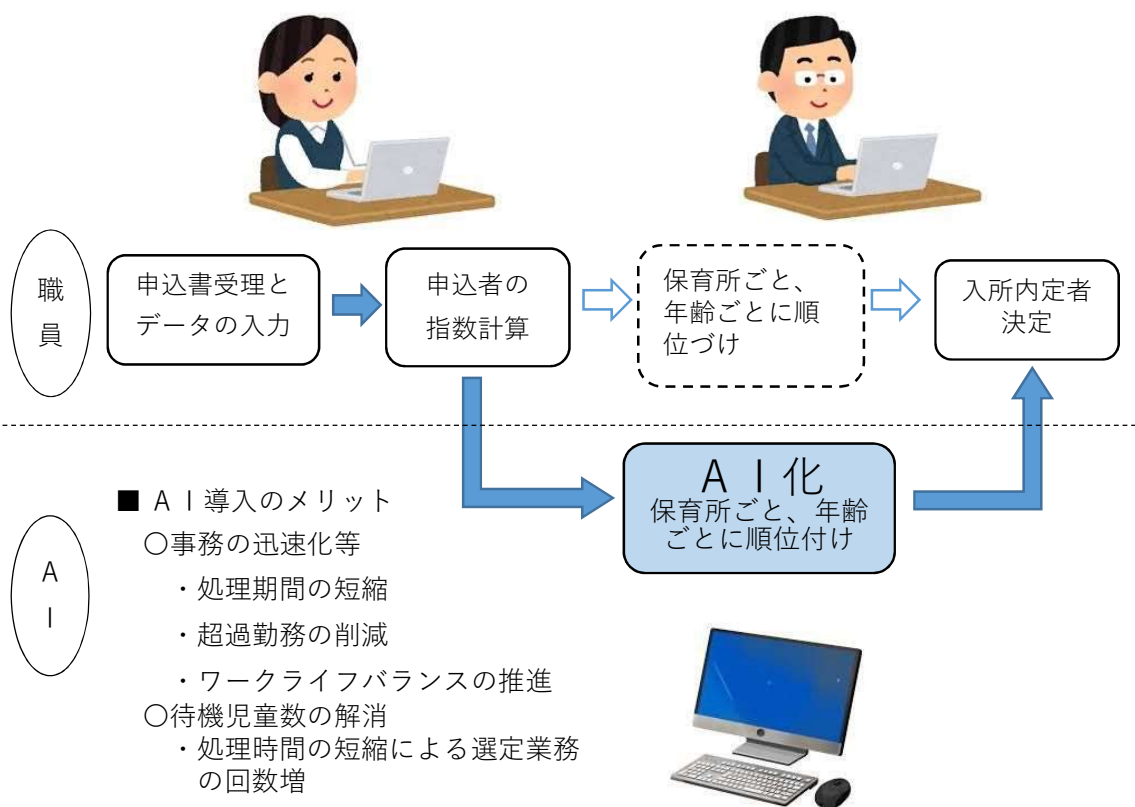 職
員
申込書受理と
データの入力
申込者の
指数計算
保育所ごと、
年齢ごとに順
位づけ
入所内定者
決定
ＡＩ化
保育所ごと、年齢
ごとに順位付け
Ａ
Ｉ
■ ＡＩ導入のメリット
〇事務の迅速化等
・処理期間の短縮
・超過勤務の削減
・ワークライフバランスの推進
〇待機児童数の解消
・処理時間の短縮による選定業務
の回数増